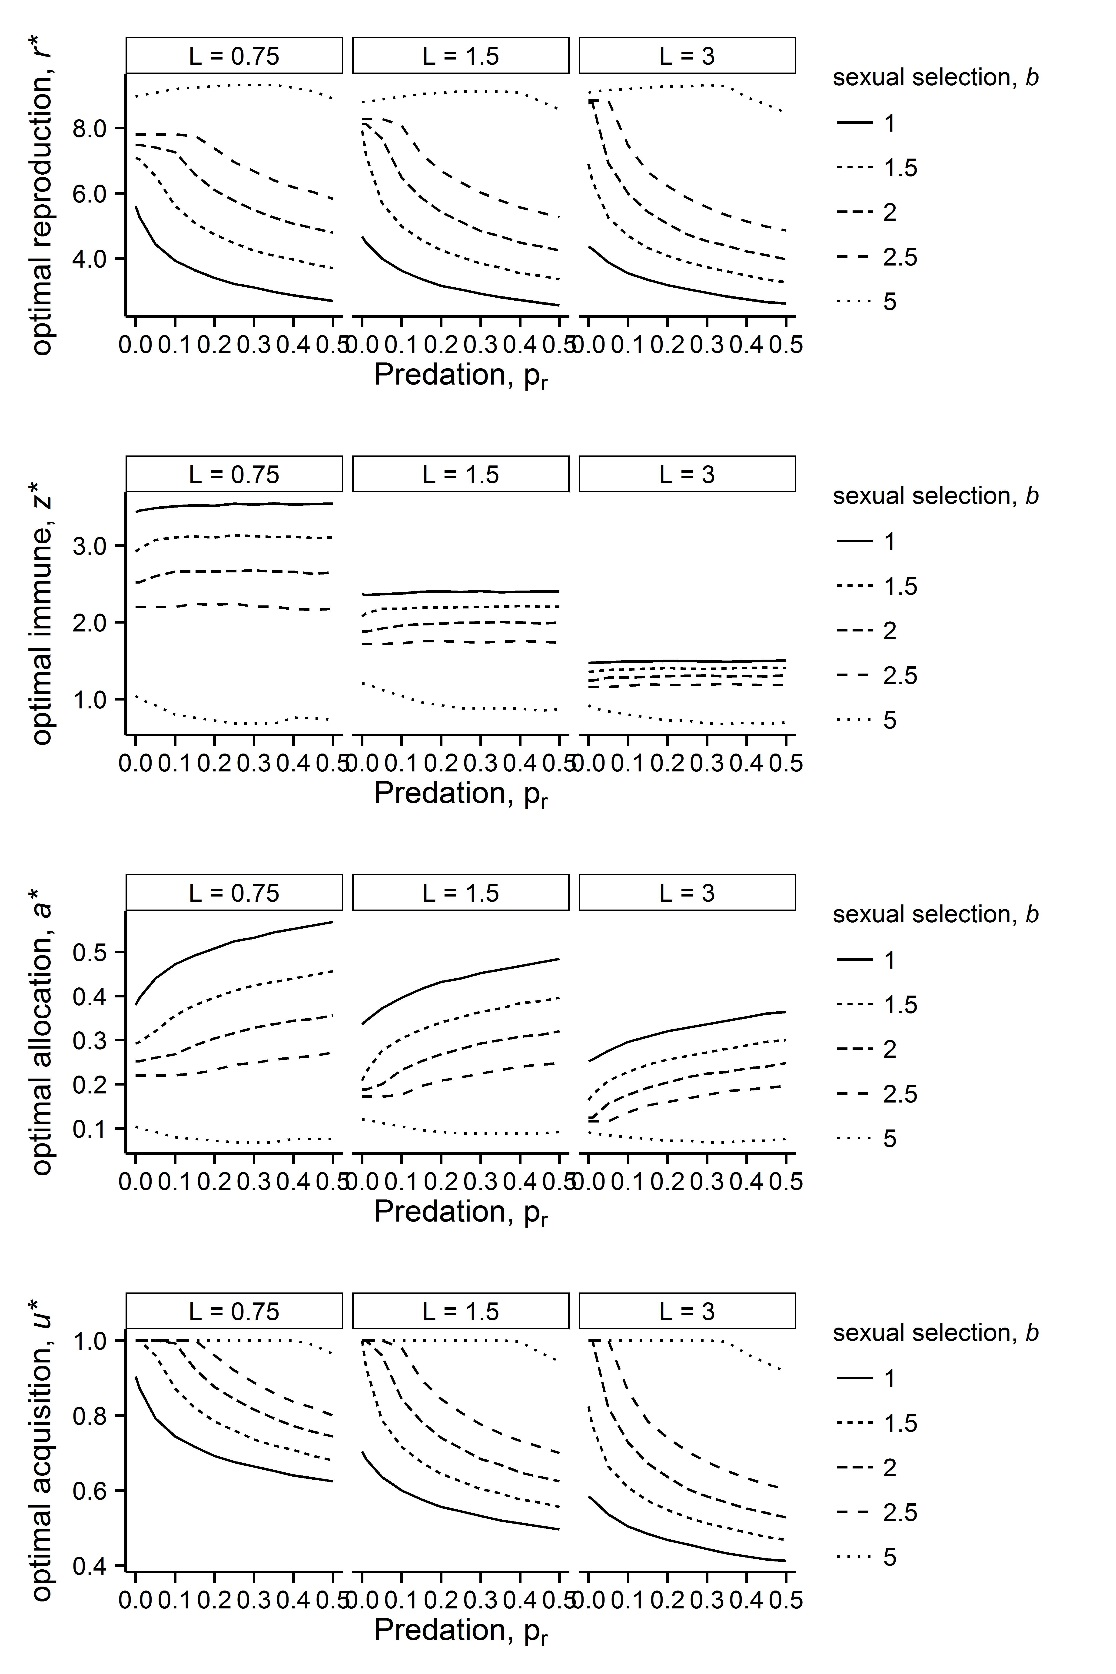 optimal reproduction, r*
L = 0.75 L = 1.5 L = 3
8.0
6.0
4.0
0.0 0.1 0.2 0.3 0.4 0.5 0.0 0.1 0.2 0.3 0.4 0.5 0.0 0.1 0.2 0.3 0.4 0.5
Predation, pr
sexual selection, b
1
1.5
2
2.5
5
optimal immune, z*
L = 0.75 L = 1.5 L = 3
3.0
2.0
1.0
0.0 0.1 0.2 0.3 0.4 0.5 0.0 0.1 0.2 0.3 0.4 0.5 0.0 0.1 0.2 0.3 0.4 0.5
Predation, pr
sexual selection, b
1
1.5
2
2.5
5
optimal allocation, a*
L = 0.75 L = 1.5 L = 3
0.5
0.4
0.3
0.2
0.1
0.0 0.1 0.2 0.3 0.4 0.5 0.0 0.1 0.2 0.3 0.4 0.5 0.0 0.1 0.2 0.3 0.4 0.5
Predation, pr
sexual selection, b
1
1.5
2
2.5
5
optimal acquisition, u*
L = 0.75 L = 1.5 L = 3
1.0
0.8
0.6
0.4
0.0 0.1 0.2 0.3 0.4 0.5 0.0 0.1 0.2 0.3 0.4 0.5 0.0 0.1 0.2 0.3 0.4 0.5
Predation, pr
sexual selection, b
1
1.5
2
2.5
5